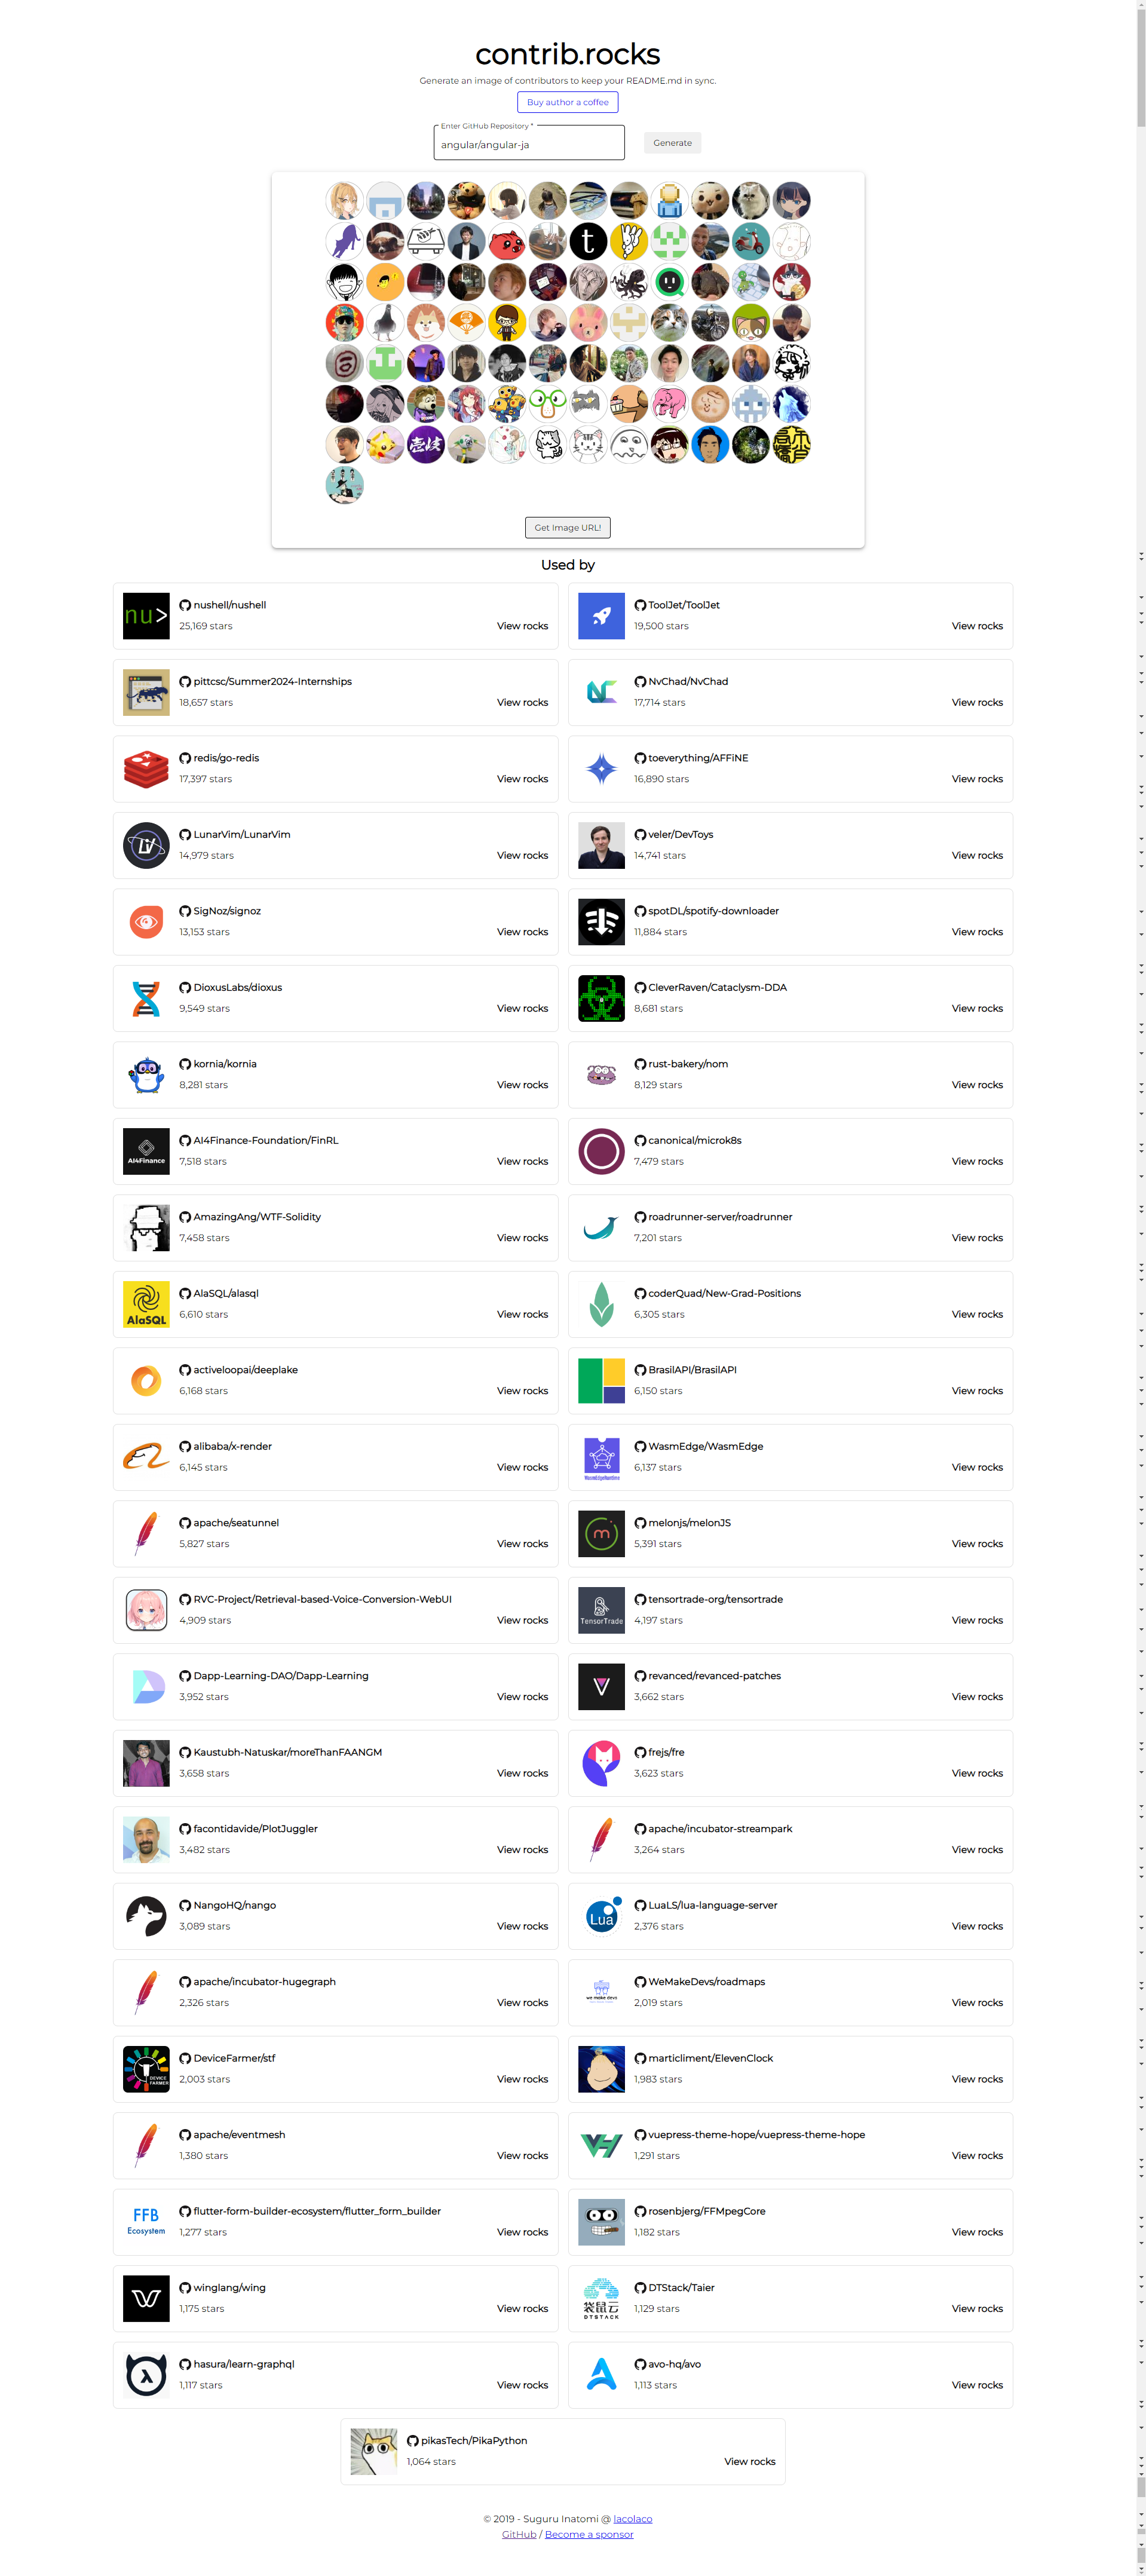 contrib.rocks
Generate an image of contributors to keep your README.md in sync.
Buy author a coffee
Enter GitHub Repository *
angular/angular-ja
Generate
Get Image URL!
Used by
nu>
nushell/nushell
25,169 stars
View rocks
ToolJet/ToolJet
19,500 stars
View rocks
pittcsc/Summer2024-Internships
18,657 stars
View rocks
NvChad/NvChad
17,714 stars
View rocks
redis/go-redis
17,397 stars
View rocks
toeverything/AFFiNE
16,890 stars
View rocks
LunarVim/LunarVim
14,979 stars
View rocks
veler/DevToys
14,741 stars
View rocks
SigNoz/signoz
13,153 stars
View rocks
spotDL/spotify-downloader
11,884 stars
View rocks
DioxusLabs/dioxus
9,549 stars
View rocks
CleverRaven/Cataclysm-DDA
8,681 stars
View rocks
kornia/kornia
8,281 stars
View rocks
rust-bakery/nom
8,129 stars
View rocks
AI4Finance
AI4Finance-Foundation/FinRL
7,518 stars
View rocks
canonical/microk8s
7,479 stars
View rocks
AmazingAng/WTF-Solidity
7,458 stars
View rocks
roadrunner-server/roadrunner
7,201 stars
View rocks
AlaSQL
AlaSQL/alasql
6,610 stars
View rocks
coderQuad/New-Grad-Positions
6,305 stars
View rocks
activeloopai/deeplake
6,168 stars
View rocks
BrasilAPI/BrasilAPI
6,150 stars
View rocks
alibaba/x-render
6,145 stars
View rocks
WasmEdge/WasmEdge
6,137 stars
View rocks
apache/seatunnel
5,827 stars
View rocks
melonjs/melonJS
5,391 stars
View rocks
RVC-Project/Retrieval-based-Voice-Conversion-WebUI
4,909 stars
View rocks
TensorTrade
tensortrade-org/tensortrade
4,197 stars
View rocks
Dapp-Learning-DAO/Dapp-Learning
3,952 stars
View rocks
revanced/revanced-patches
3,662 stars
View rocks
Kaustubh-Natuskar/moreThanFAANGM
3,658 stars
View rocks
frejs/fre
3,623 stars
View rocks
facontidavide/PlotJuggler
3,482 stars
View rocks
apache/incubator-streampark
3,264 stars
View rocks
NangoHQ/nango
3,089 stars
View rocks
Lua
LuaLS/lua-language-server
2,376 stars
View rocks
apache/incubator-hugegraph
2,326 stars
View rocks
we make devs
WeMakeDevs/roadmaps
2,019 stars
View rocks
DEVICE FARMER
DeviceFarmer/stf
2,003 stars
View rocks
marticliment/ElevenClock
1,983 stars
View rocks
apache/eventmesh
1,380 stars
View rocks
vuepress-theme-hope/vuepress-theme-hope
1,291 stars
View rocks
FFB
Ecosystem
flutter-form-builder-ecosystem/flutter_form_builder
1,277 stars
View rocks
rosenbjerg/FFMpegCore
1,182 stars
View rocks
winglang/wing
1,175 stars
View rocks
袋鼠云
DTSTACK
DTStack/Taier
1,129 stars
View rocks
hasura/learn-graphql
1,117 stars
View rocks
avo-hq/avo
1,113 stars
View rocks
pikasTech/PikaPython
1,064 stars
View rocks
© 2019 - Suguru Inatomi @ lacolaco
GitHub / Become a sponsor